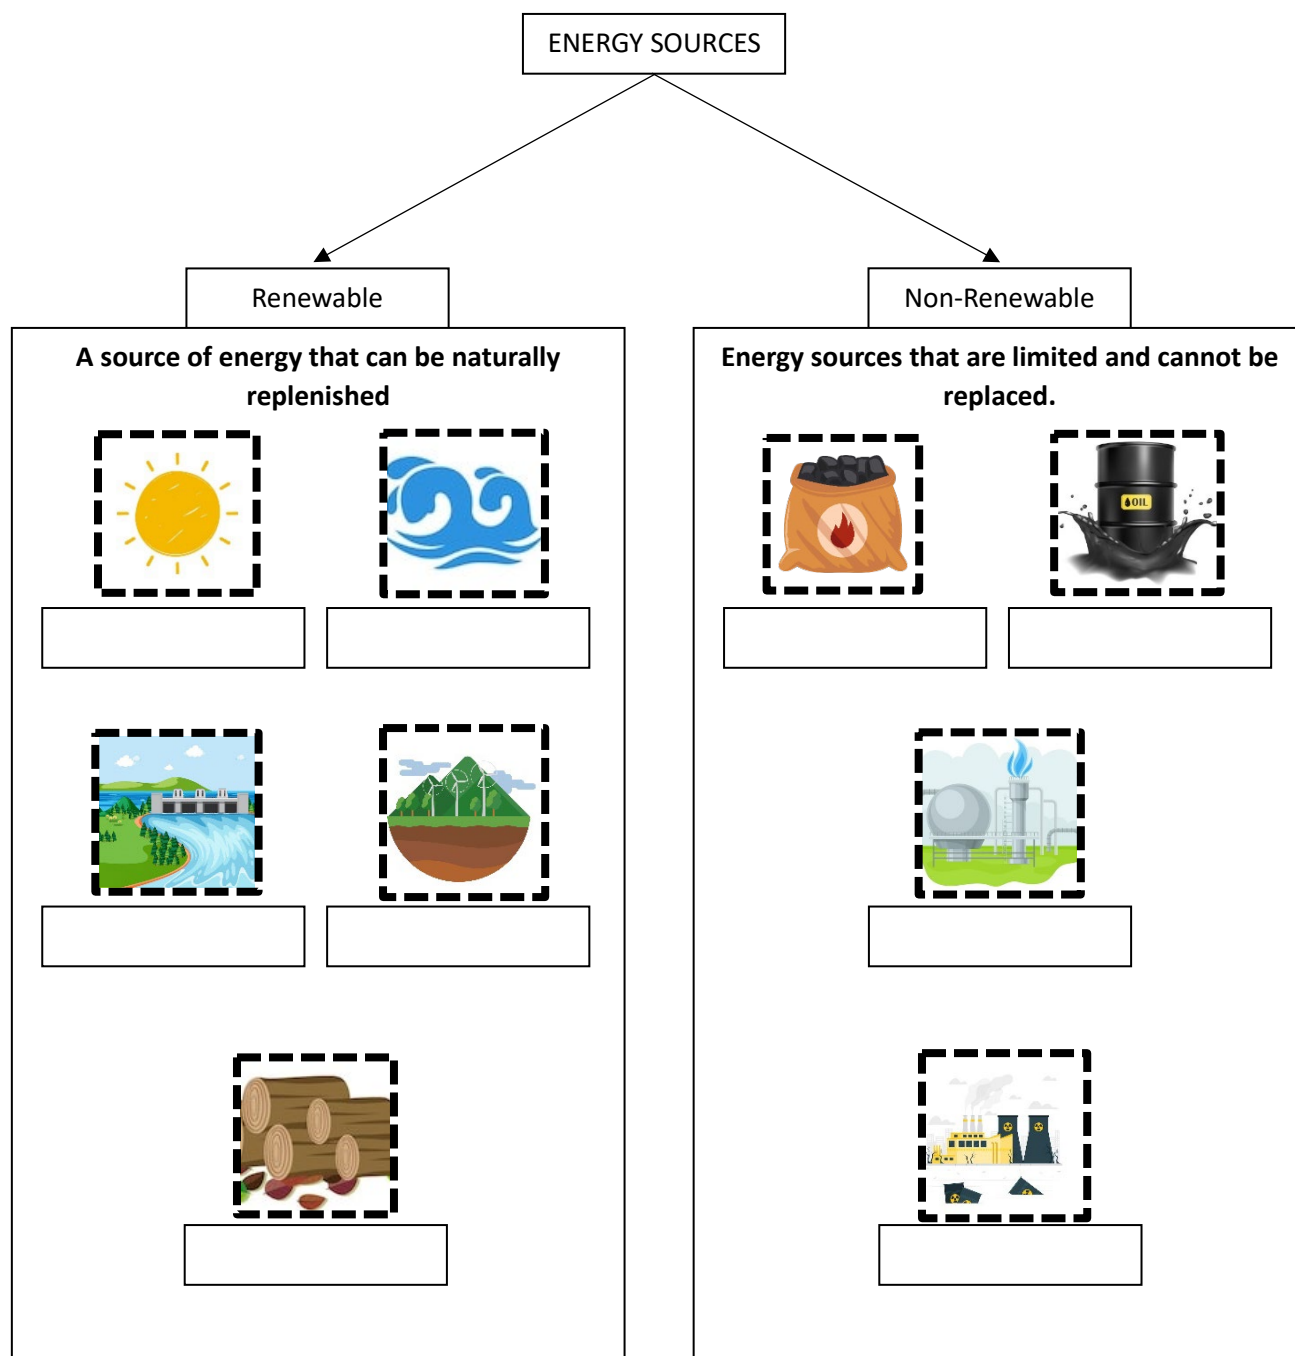 ENERGY SOURCES
Renewable
Non-Renewable
A source of energy that can be naturally
replenished
Energy sources that are limited and cannot be
replaced.
OIL